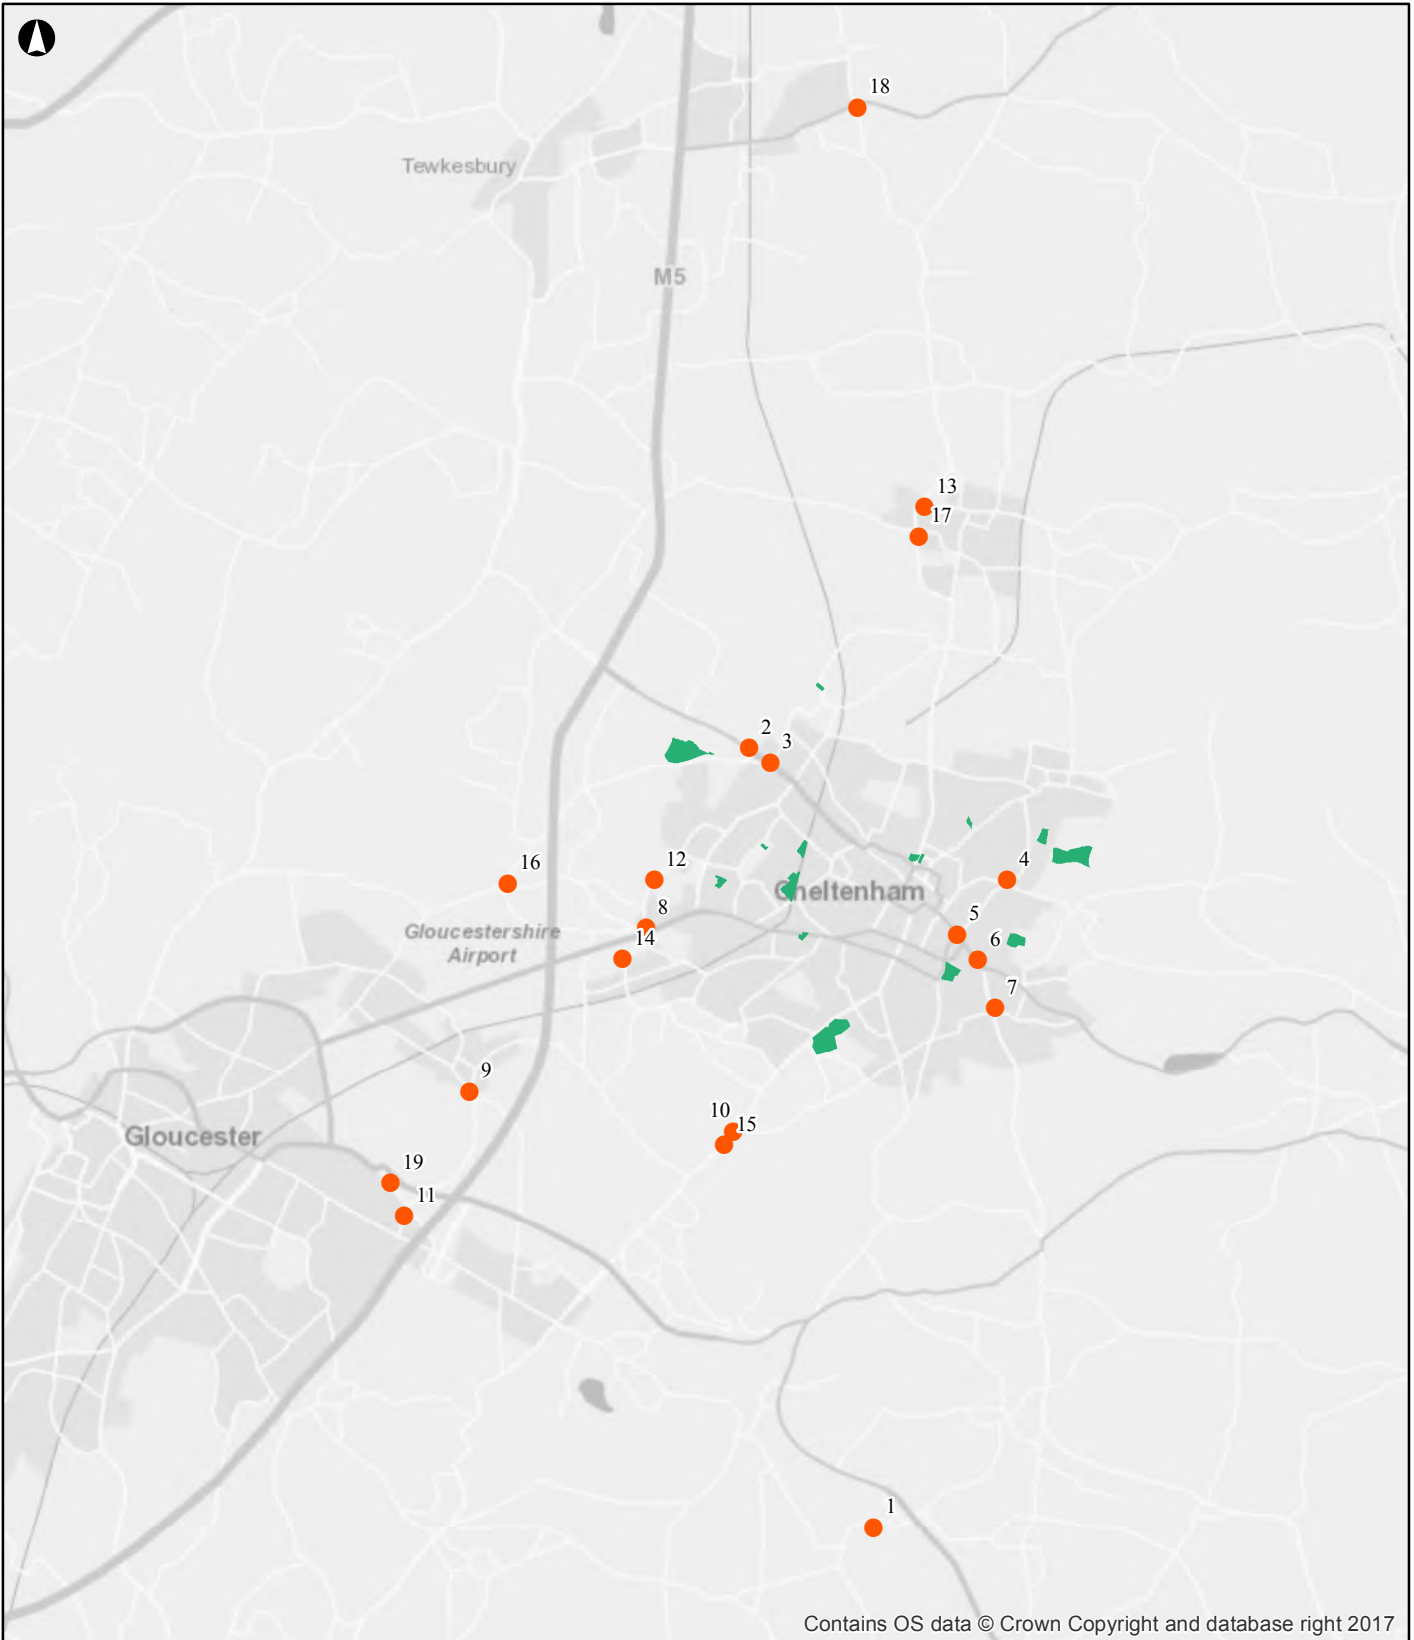 18
Tewkesbury
M5
13
17
2
3
16
12
4
Cheltenham
8
5
Gloucestershire
Airport
14
6
7
9
10
15
Gloucester
19
11
1
Contains OS data © Crown Copyright and database right 2017